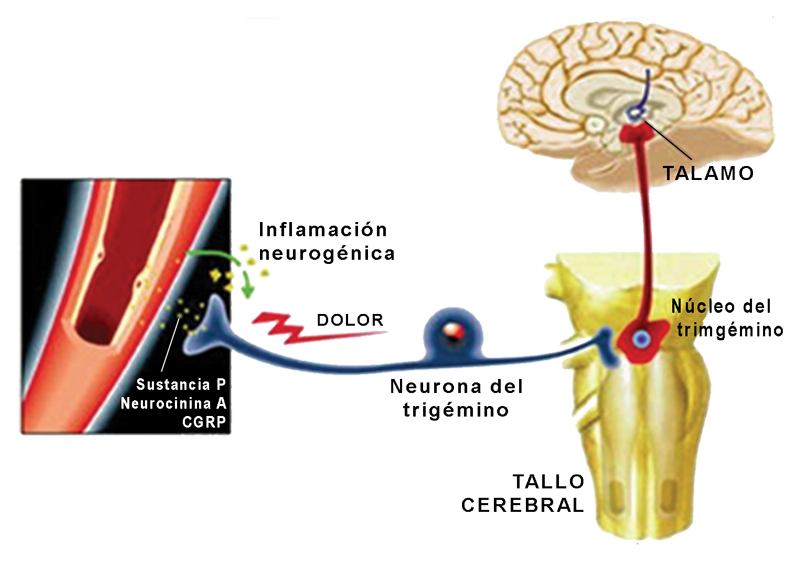 TALAMO
Inflamación
neurogénica
Núcleo del
trimgémino
DOLOR
Sustancia P
Neurocinina A
CGRP
Neurona del
trigémino
TALLO
CEREBRAL